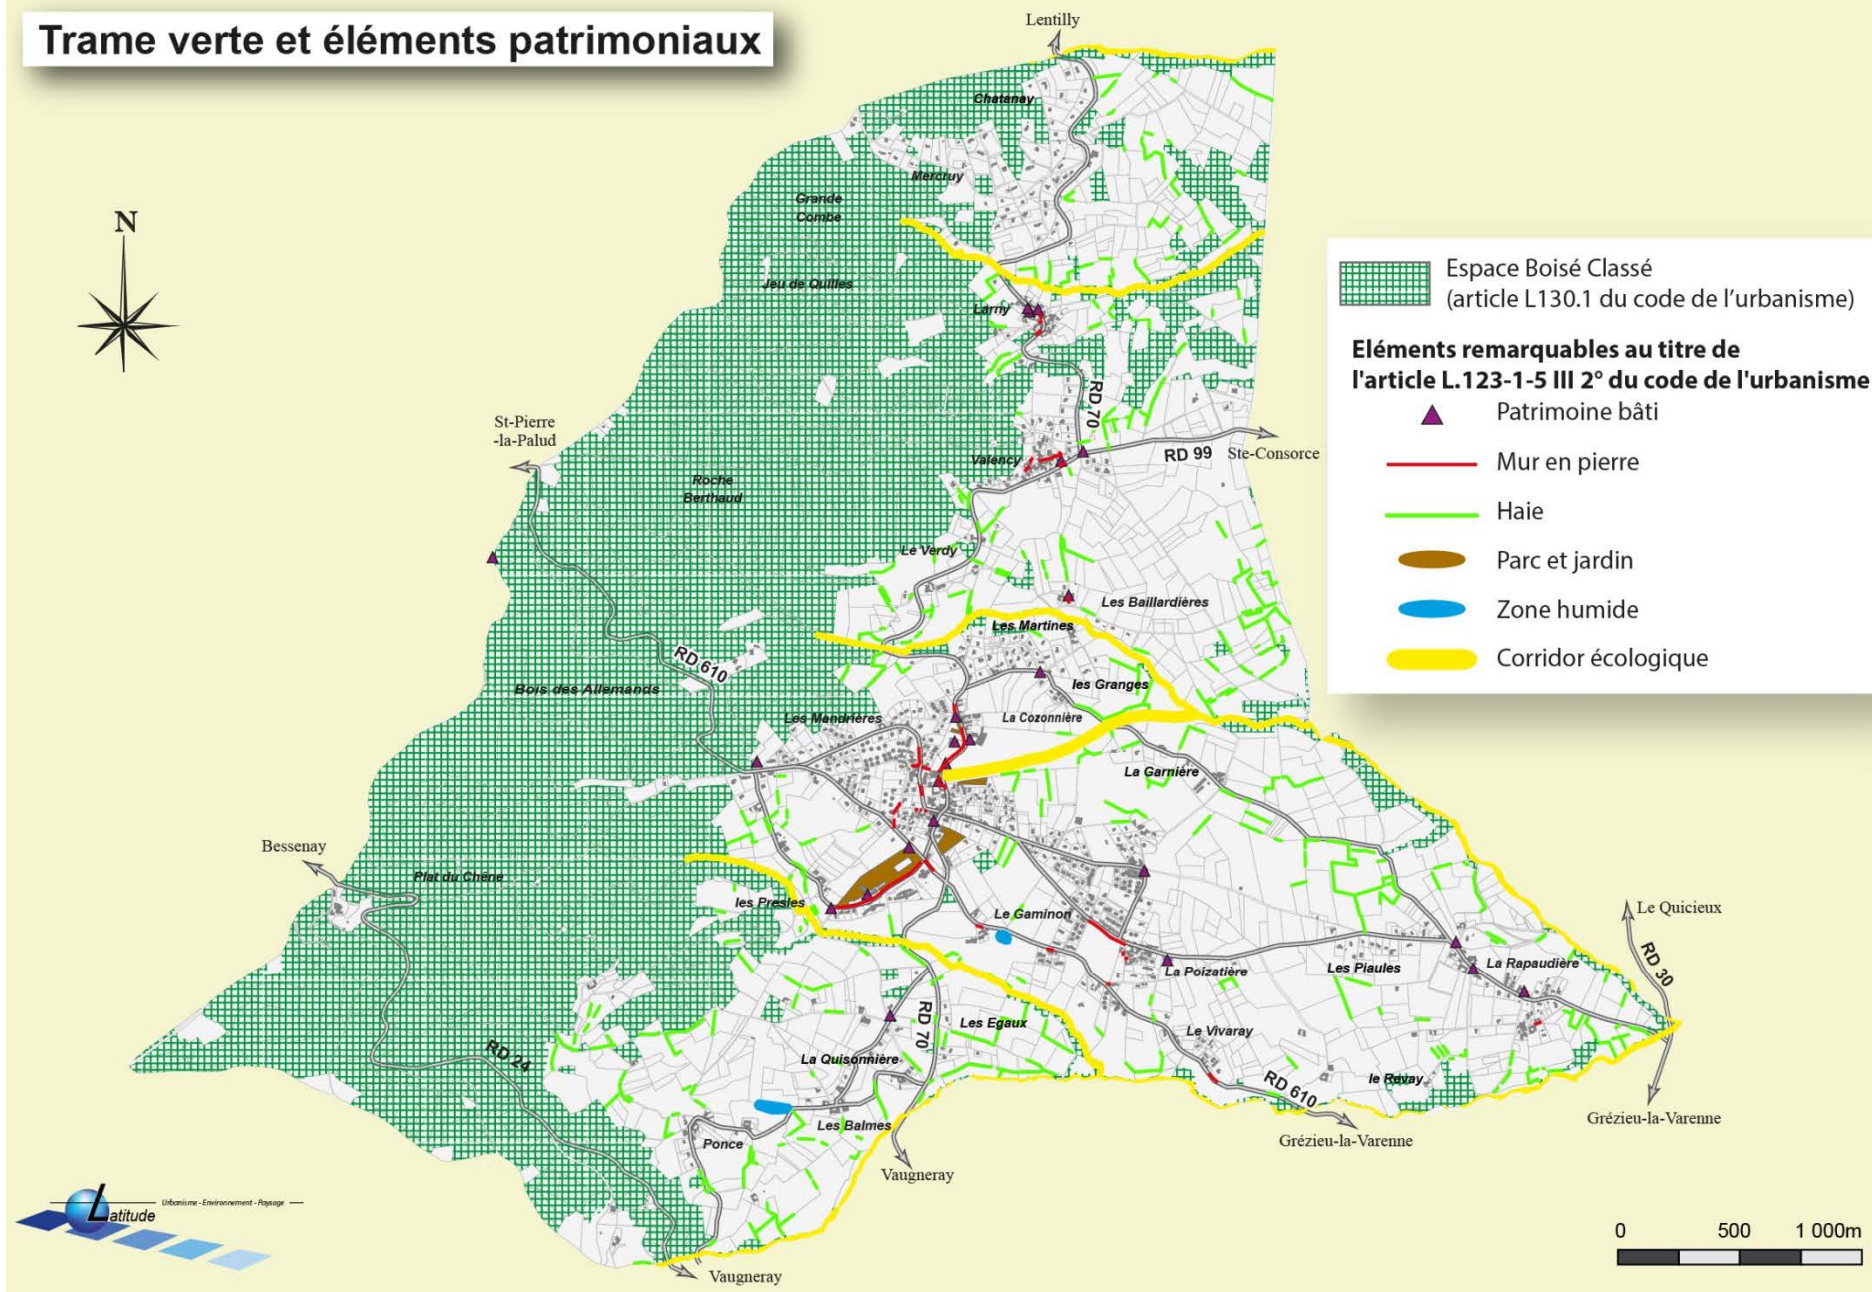 Trame verte et éléments patrimoniaux
Lentilly
Chatanay
Mercruy
Grande
Combe
N
Jeu de Quilles
Larny
Espace Boisé Classé
(article L130.1 du code de l'urbanisme)
Eléments remarquables au titre de
l'article L.123-1-5 III 2° du code de l'urbanisme
Patrimoine bâti
Mur en pierre
Haie
Parc et jardin
Zone humide
Corridor écologique
RD 70
St-Pierre
-la-Palud
Valency
RD 99
Ste-Consorce
Roche
Berthaud
Le Verdy
Les Baillardières
Les Martines
RD 610
Bois des Allemands
les Granges
Les Mandrières
La Cozonnière
La Garnière
Bessenay
Plat du Chêne
les Presles
Le Gaminon
Le Quicieux
RD 30
La Poizatière
Les Piaules
La Rapaudière
RD 70
Les Egaux
Le Vivaray
RD 24
La Quisonnière
le Revay
RD 610
Les Balmes
Ponce
Grézieu-la-Varenne
Grézieu-la-Varenne
Vaugneray
Latitude
Urbanisme - Environnement - Paysage
0 500 1 000m
Vaugneray